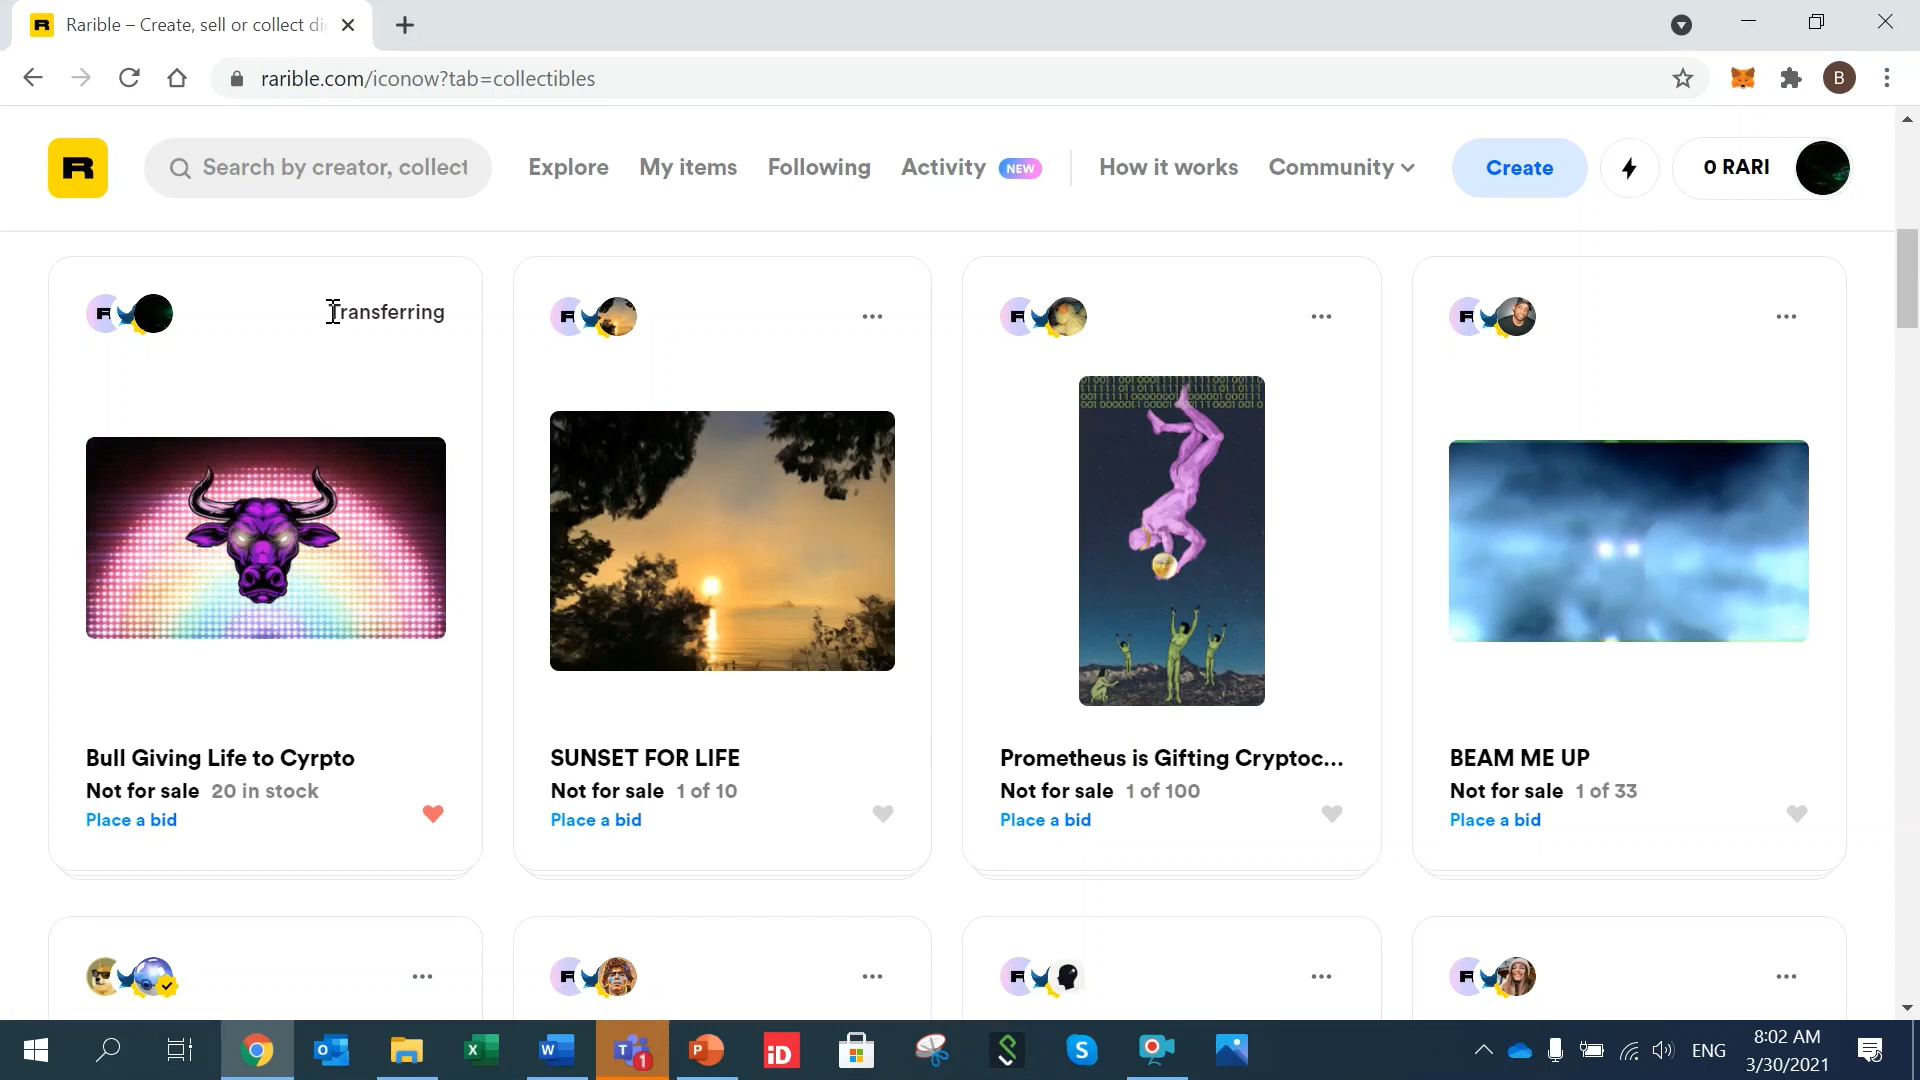 Rarible – Create, sell or collect di
rarible.com/iconow?tab=collectibles
B
R
Search by creator, collect
Explore
My items
Following
Activity NEW
How it works
Community
Create
0 RARI
Transferring
Bull Giving Life to Cyrpto
Not for sale 20 in stock
Place a bid
SUNSET FOR LIFE
Not for sale 1 of 10
Place a bid
Prometheus is Gifting Cryptoc...
Not for sale 1 of 100
Place a bid
BEAM ME UP
Not for sale 1 of 33
Place a bid
ENG
8:02 AM
3/30/2021